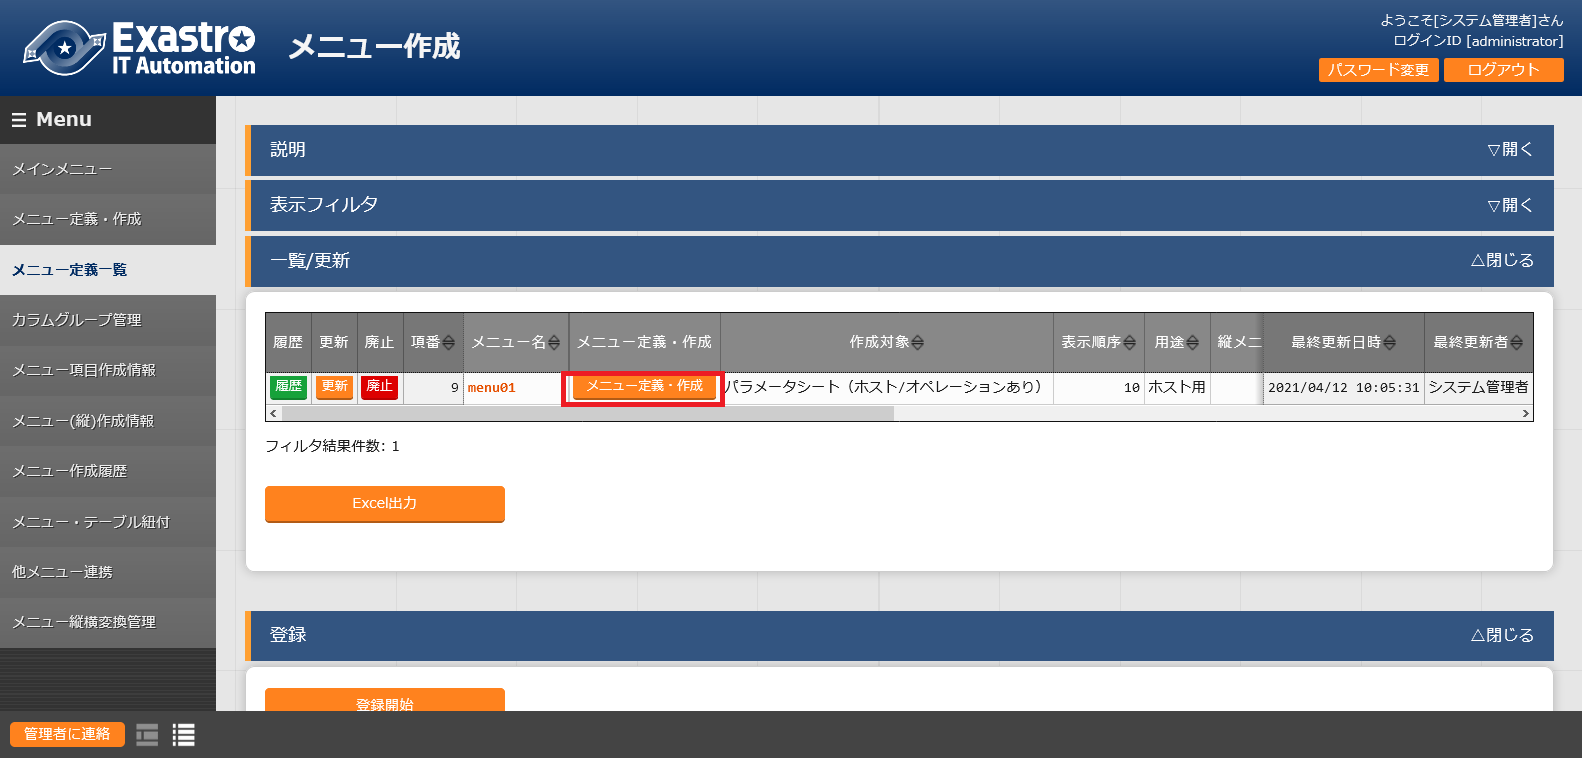 Exastro
IT Automation
メニュー作成
ようこそ[システム管理者]さん
ログインID [administrator]
パスワード変更
ログアウト
Menu
メインメニュー
メニュー定義・作成
メニュー定義一覧
カラムグループ管理
メニュー項目作成情報
メニュー(縦)作成情報
メニュー作成履歴
メニュー・テーブル紐付
他メニュー連携
メニュー縦横変換管理
説明
▽開く
表示フィルタ
▽開く
一覧/更新
△閉じる
履歴 更新 廃止 項番 メニュー名 メニュー定義・作成 作成対象 表示順序 用途 縦メニ 最終更新日時 最終更新者
履歴 更新 廃止 9 menu01 メニュー定義・作成 パラメータシート（ホスト/オペレーションあり） 10 ホスト用 2021/04/12 10:05:31 システム管理者
フィルタ結果件数: 1
Excel出力
登録
△閉じる
登録開始
管理者に連絡